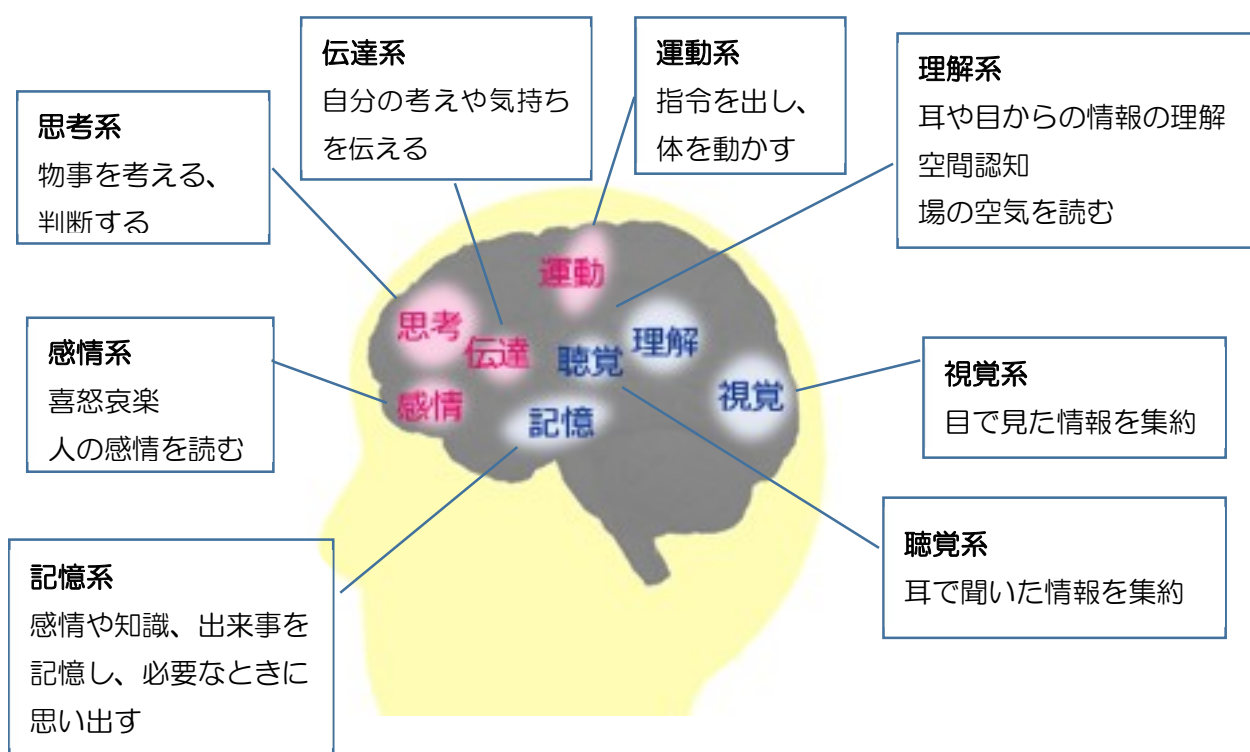 伝達系
自分の考えや気持ち
を伝える
運動系
指令を出し、
体を動かす
理解系
耳や目からの情報の理解
空間認知
場の空気を読む
思考系
物事を考える、
判断する
感情系
喜怒哀楽
人の感情を読む
視覚系
目で見た情報を集約
聴覚系
耳で聞いた情報を集約
記憶系
感情や知識、出来事を
記憶し、必要なときに
思い出す
運動
思考
伝達
聴覚
理解
感情
記憶
視覚